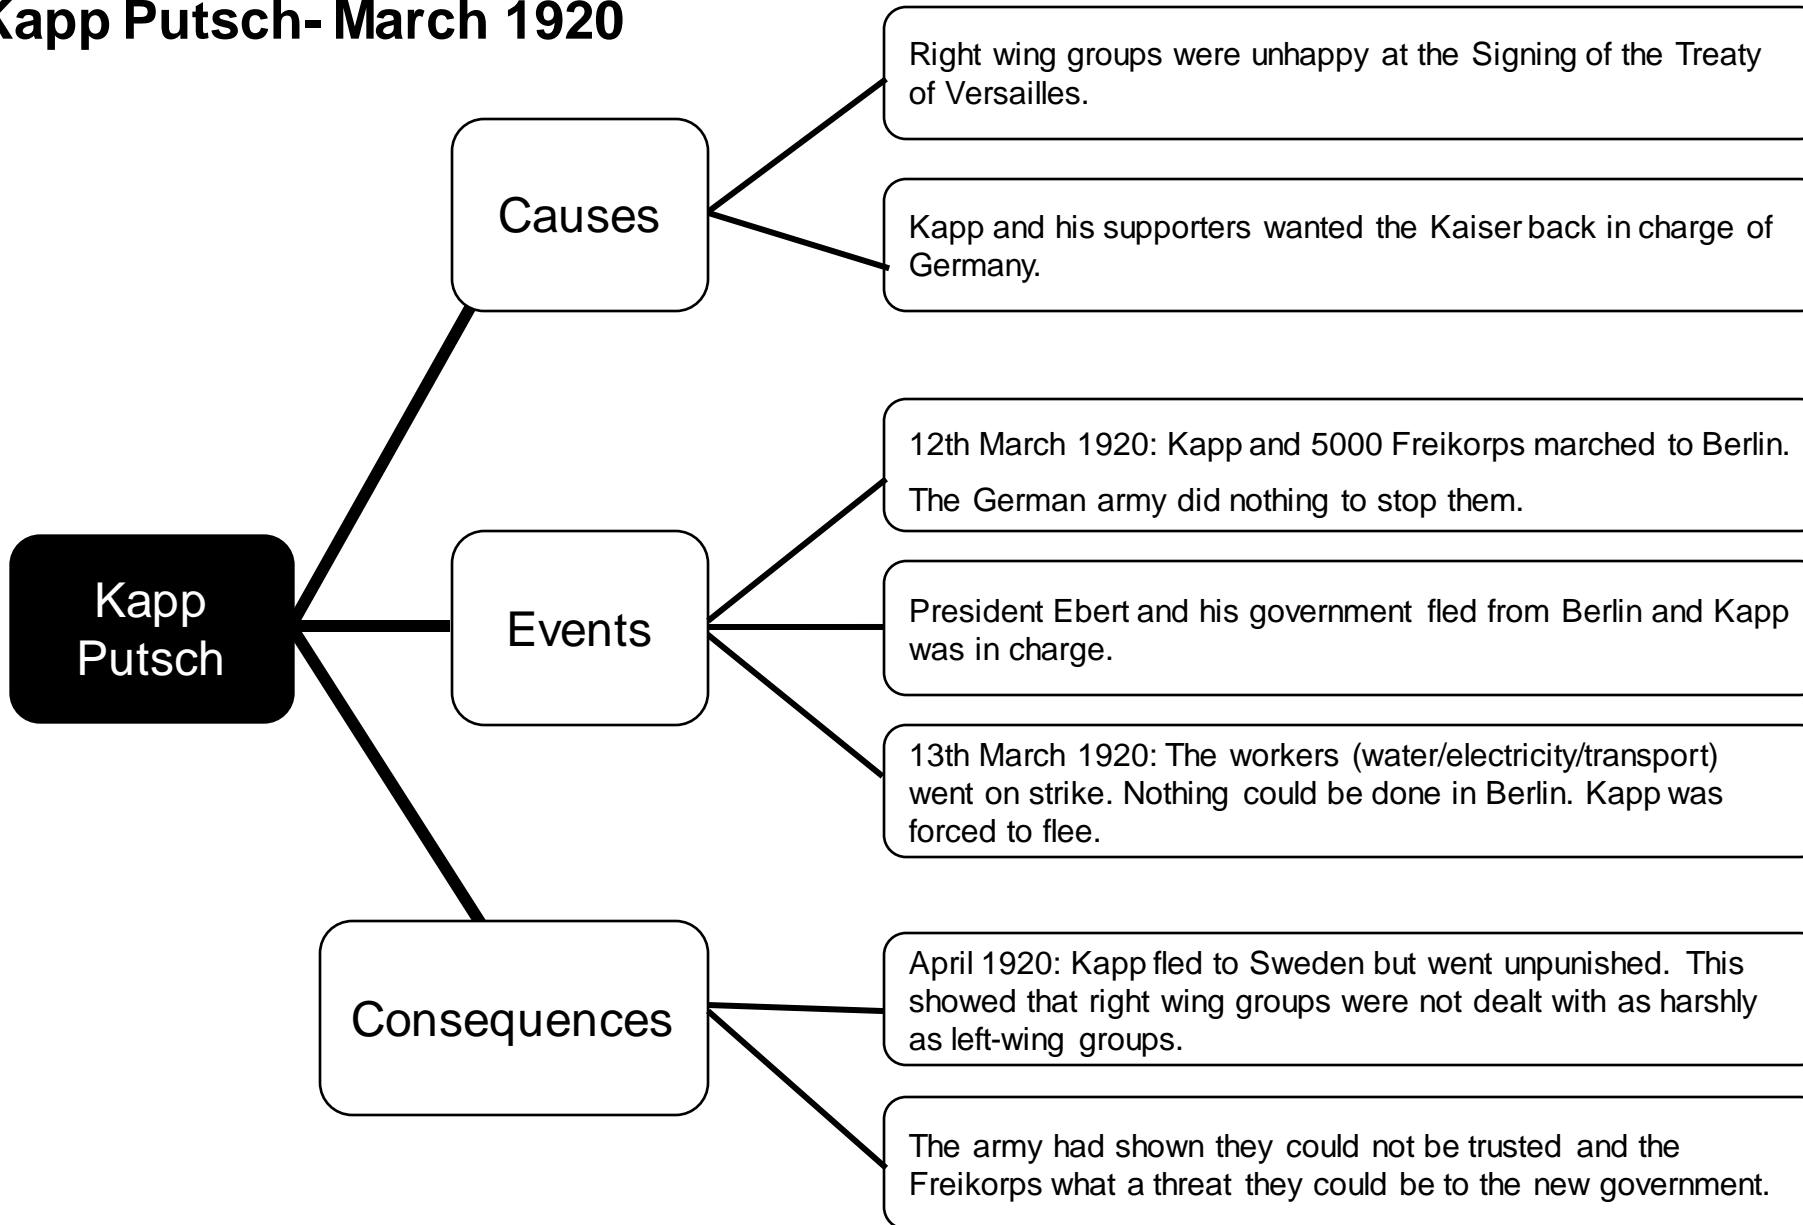 Kapp Putsch- March 1920
Kapp
Putsch
Causes
Right wing groups were unhappy at the Signing of the Treaty
of Versailles.
Kapp and his supporters wanted the Kaiser back in charge of
Germany.
Events
12th March 1920: Kapp and 5000 Freikorps marched to Berlin.
The German army did nothing to stop them.
President Ebert and his government fled from Berlin and Kapp
was in charge.
13th March 1920: The workers (water/electricity/transport)
went on strike. Nothing could be done in Berlin. Kapp was
forced to flee.
Consequences
April 1920: Kapp fled to Sweden but went unpunished. This
showed that right wing groups were not dealt with as harshly
as left-wing groups.
The army had shown they could not be trusted and the
Freikorps what a threat they could be to the new government.